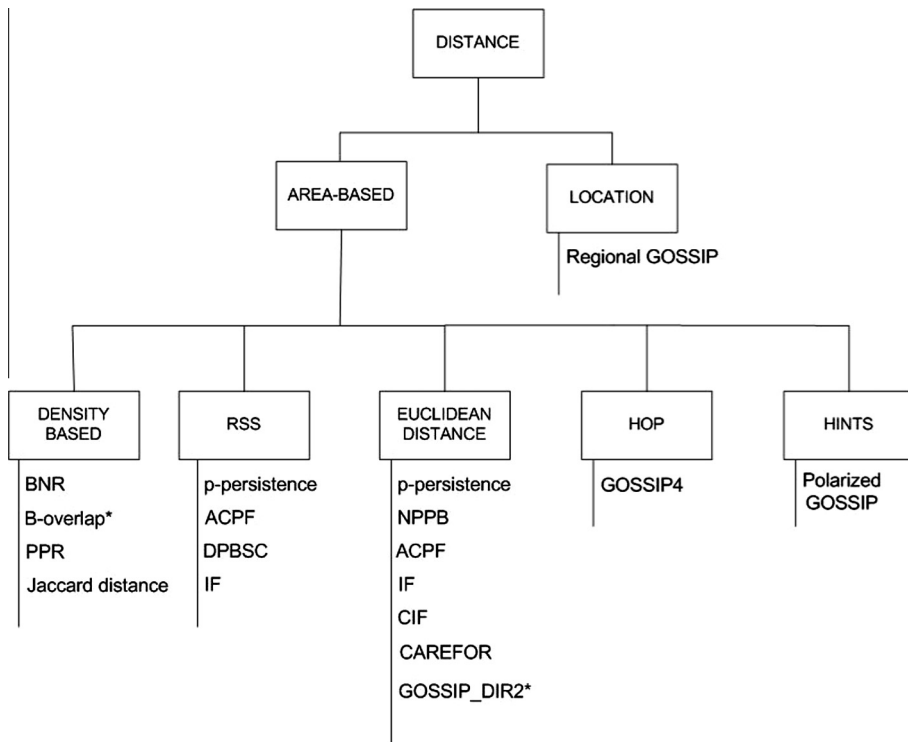 DISTANCE
AREA-BASED
LOCATION
Regional GOSSIP
DENSITY
BASED
BNR
B-overlap*
PPR
Jaccard distance
RSS
p-persistence
ACPF
DPBSC
IF
EUCLIDEAN
DISTANCE
p-persistence
NPPB
ACPF
IF
CIF
CAREFOR
GOSSIP_DIR2*
HOP
GOSSIP4
HINTS
Polarized
GOSSIP